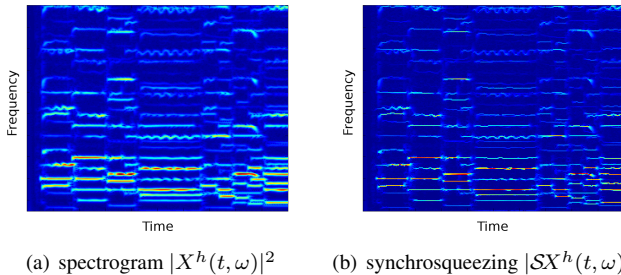 Frequency
Frequency
Time
Time
(a) spectrogram |X^h(t, ω)|^2
(b) synchrosqueezing |SX^h(t, ω)